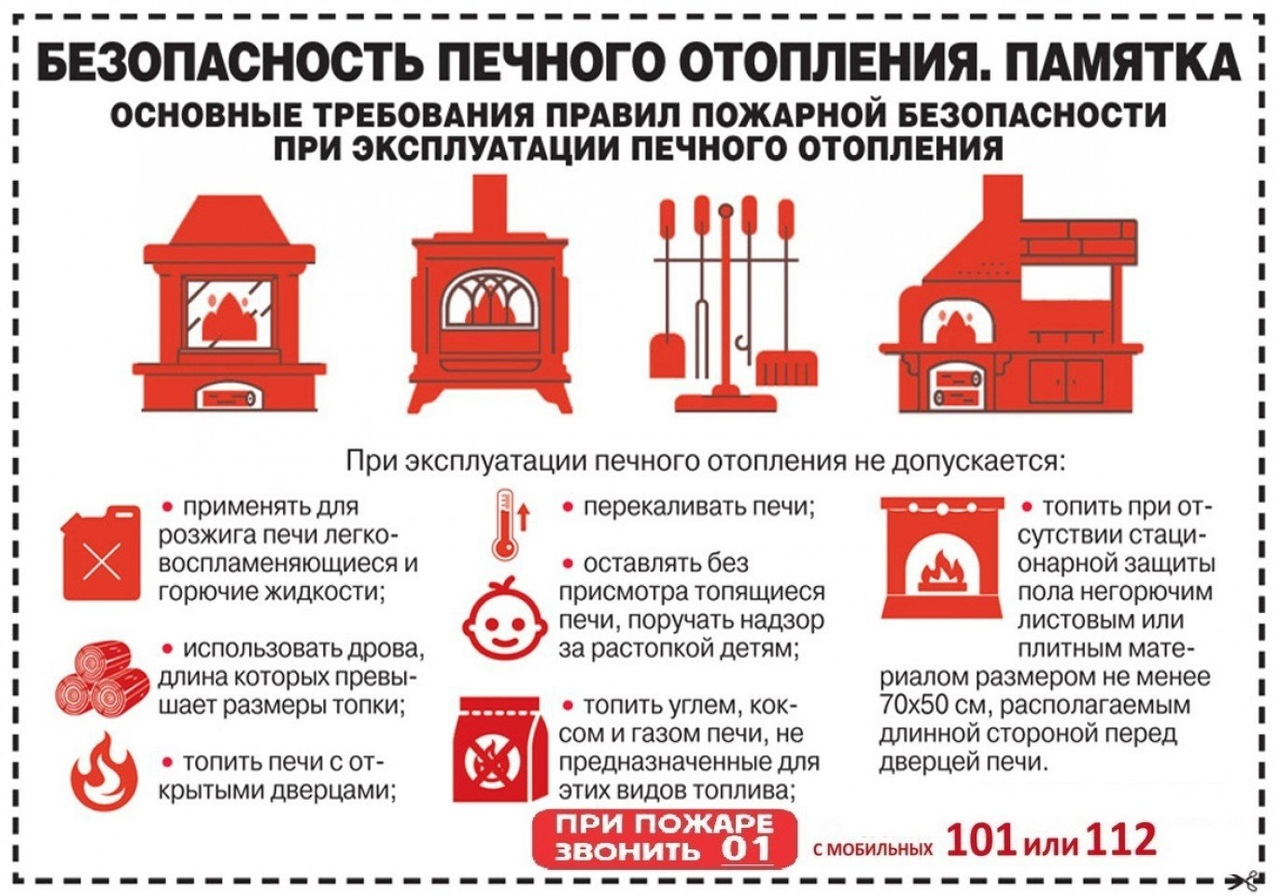 БЕЗОПАСНОСТЬ ПЕЧНОГО ОТОПЛЕНИЯ. ПАМЯТКА
ОСНОВНЫЕ ТРЕБОВАНИЯ ПРАВИЛ ПОЖАРНОЙ БЕЗОПАСНОСТИ
ПРИ ЭКСПЛУАТАЦИИ ПЕЧНОГО ОТОПЛЕНИЯ
При эксплуатации печного отопления не допускается:
• применять для
розжига печи легко-
воспламеняющиеся и
горючие жидкости;
• использовать дрова,
длина которых превы-
шает размеры топки;
• топить печи с от-
крытыми дверцами;
• перекаливать печи;
• оставлять без
присмотра топящиеся
печи, поручать надзор
за растопкой детям;
• топить углем, кок-
сом и газом печи, не
предназначенные для
этих видов топлива;
• топить при от-
сутствии стаци-
онарной защиты
пола негорючим
листовым или
плитным мате-
риалом размером не менее
70х50 см, располагаемым
длинной стороной перед
дверцей печи.
ПРИ ПОЖАРЕ
ЗВОНИТЬ 01
С МОБИЛЬНЫХ 101 или 112